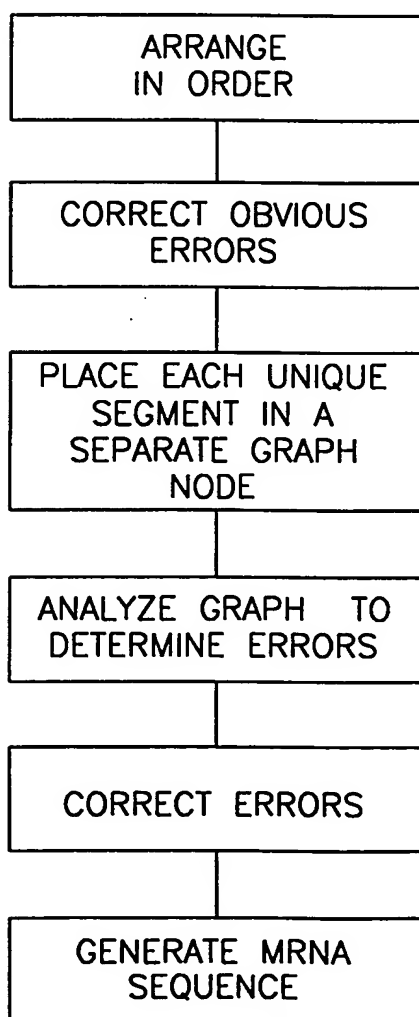 ARRANGE
IN ORDER
CORRECT OBVIOUS
ERRORS
PLACE EACH UNIQUE
SEGMENT IN A
SEPARATE GRAPH
NODE
ANALYZE GRAPH TO
DETERMINE ERRORS
CORRECT ERRORS
GENERATE MRNA
SEQUENCE